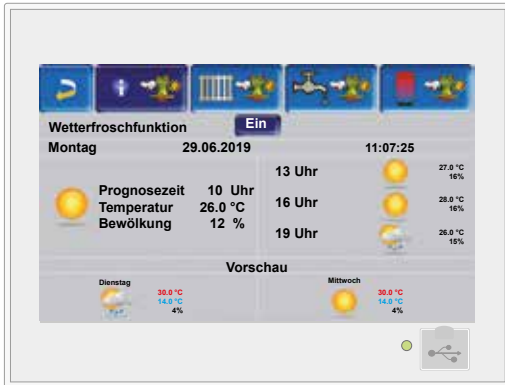 Wetterfroschfunktion Ein
Montag 29.06.2019 11:07:25
Prognosezeit 10 Uhr
Temperatur 26.0 °C
Bewölkung 12 %
13 Uhr 27.0 °C
16%
16 Uhr 28.0 °C
16%
19 Uhr 26.0 °C
15%
Vorschau
Dienstag
30.0 °C
14.0 °C
4%
Mittwoch
30.0 °C
14.0 °C
4%